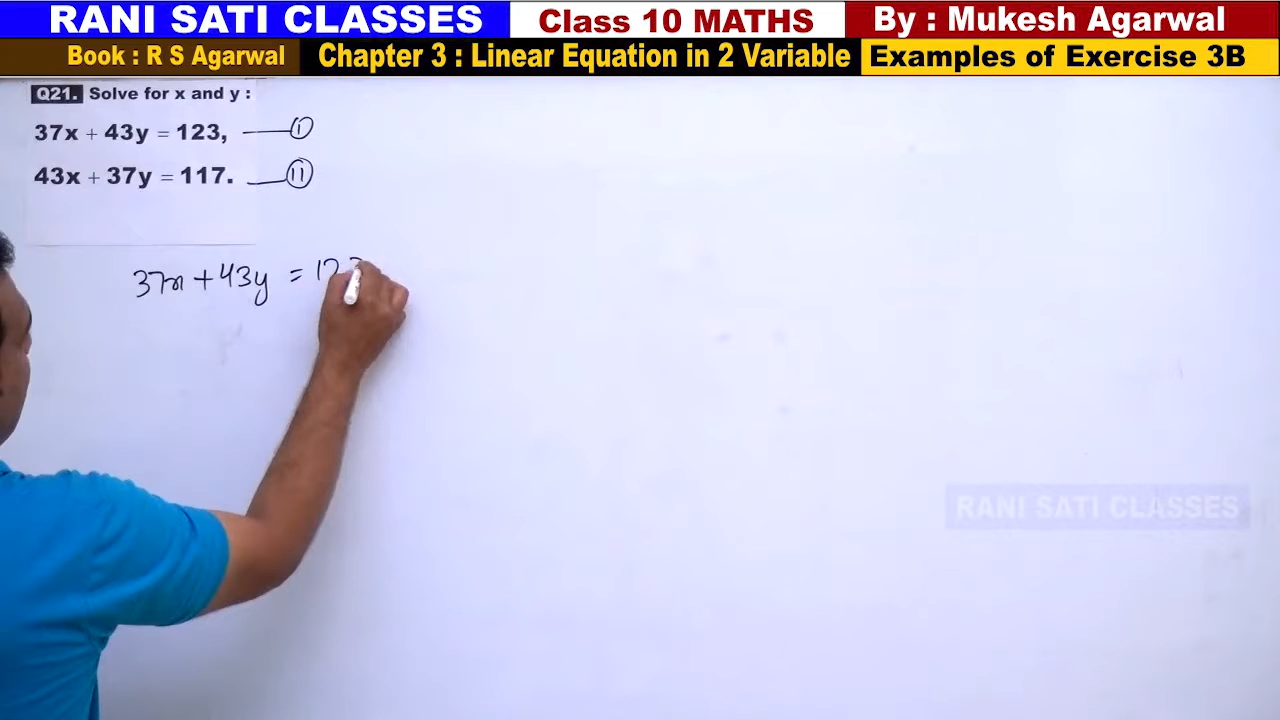 RANI SATI CLASSES Class 10 MATHS By : Mukesh Agarwal
Book : R S Agarwal Chapter 3 : Linear Equation in 2 Variable Examples of Exercise 3B
Q21. Solve for x and y :
37x + 43y = 123, — (I)
43x + 37y = 117. — (II)
37x + 43y = 12
RANI SATI CLASSES